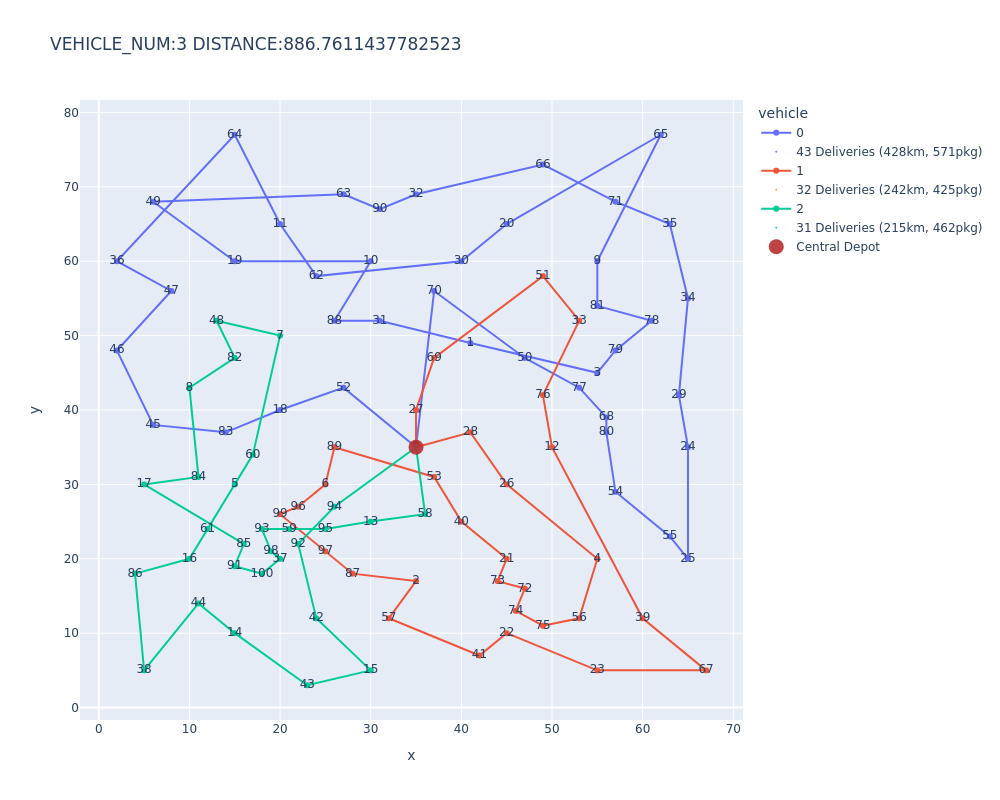 VEHICLE_NUM:3 DISTANCE:886.7611437782523
vehicle
0
43 Deliveries (428km, 571pkg)
1
32 Deliveries (242km, 425pkg)
2
31 Deliveries (215km, 462pkg)
Central Depot
80
70
60
50
40
30
20
10
0
y
0 10 20 30 40 50 60 70
x
64 65
66
49 63 90 32 71
11 20 35
36 19 10 30 9
62 51
47 70 34
81
48 88 31 33 78
7
46 82 69 1 50 79
3
8 52 77
18 27 76 29
45 83 28 68
80
60 89 12 24
84 53
17 5 6 26 54
96 94
99 58
61 93 59 95 13 40
85 98 92 97 55
16 37 21 4 25
86 91 100 87 2 73
72
44 74
42 57 56 39
14 22 75
41
38 15 23 67
43